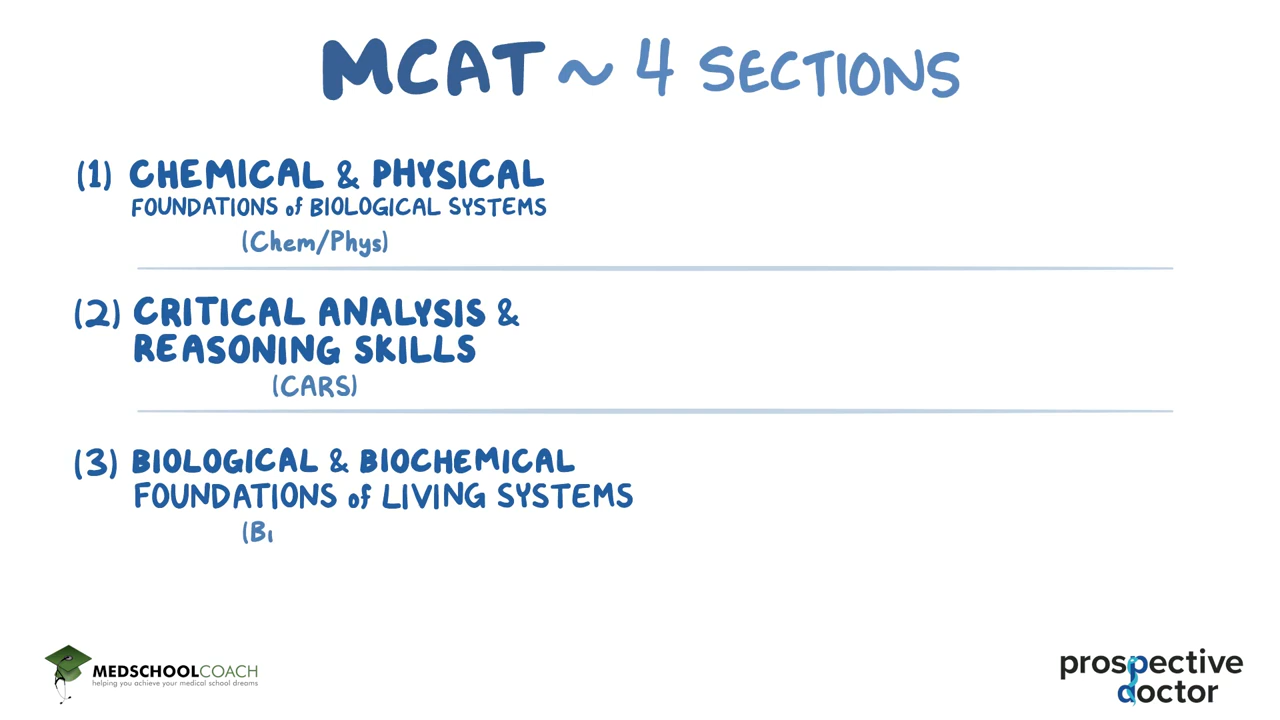 MCAT ~ 4 SECTIONS
(1) CHEMICAL & PHYSICAL
FOUNDATIONS of BIOLOGICAL SYSTEMS
(Chem/Phys)
(2) CRITICAL ANALYSIS &
REASONING SKILLS
(CARS)
(3) BIOLOGICAL & BIOCHEMICAL
FOUNDATIONS of LIVING SYSTEMS
(Bi
MEDSCHOOLCOACH
helping you achieve your medical school dreams
prospective
doctor